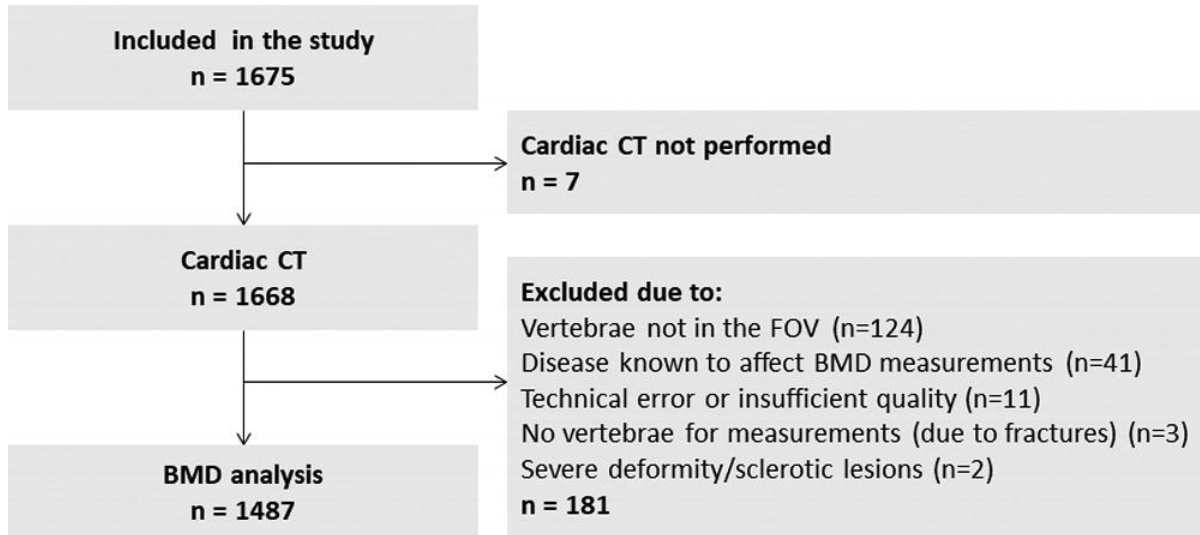 Included in the study
n = 1675
Cardiac CT not performed
n = 7
Cardiac CT
n = 1668
Excluded due to:
Vertebrae not in the FOV (n=124)
Disease known to affect BMD measurements (n=41)
Technical error or insufficient quality (n=11)
No vertebrae for measurements (due to fractures) (n=3)
Severe deformity/sclerotic lesions (n=2)
n = 181
BMD analysis
n = 1487